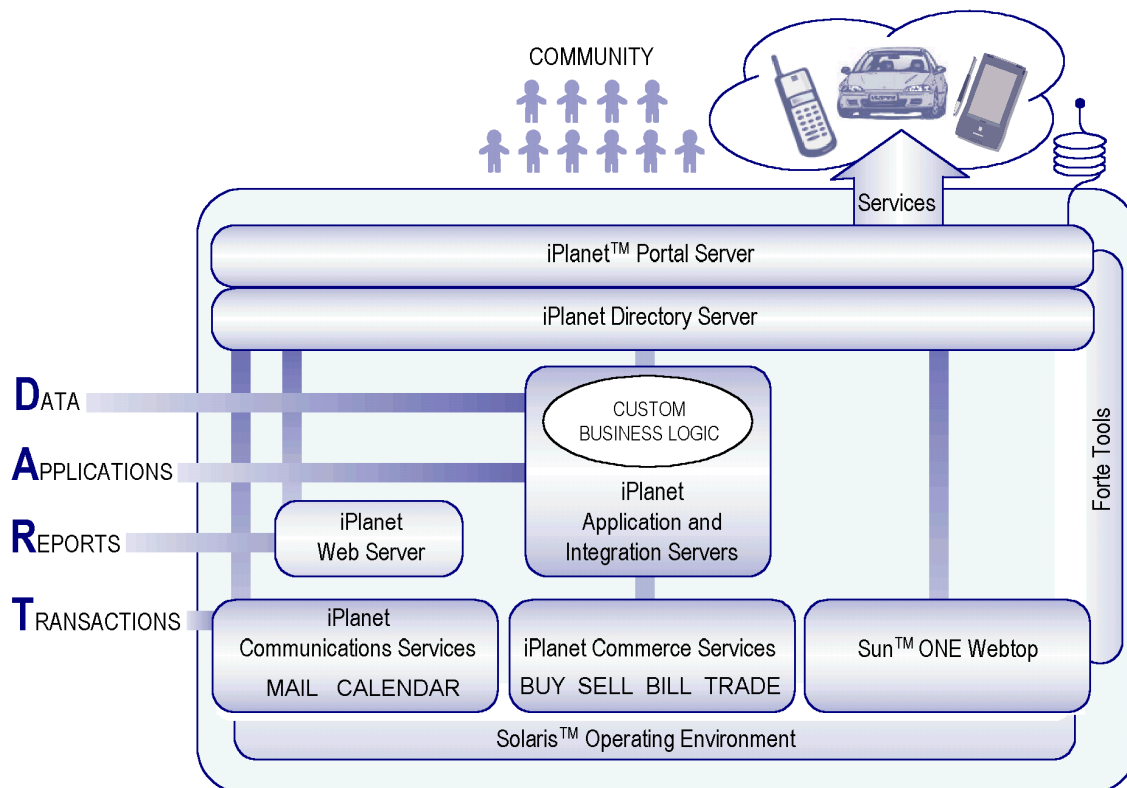 COMMUNITY
Services
iPlanet™ Portal Server
iPlanet Directory Server
DATA
CUSTOM
BUSINESS LOGIC
APPLICATIONS
iPlanet
Application and
Integration Servers
REPORTS
iPlanet
Web Server
Forte Tools
TRANSACTIONS
iPlanet
Communications Services
MAIL CALENDAR
iPlanet Commerce Services
BUY SELL BILL TRADE
Sun™ ONE Webtop
Solaris™ Operating Environment